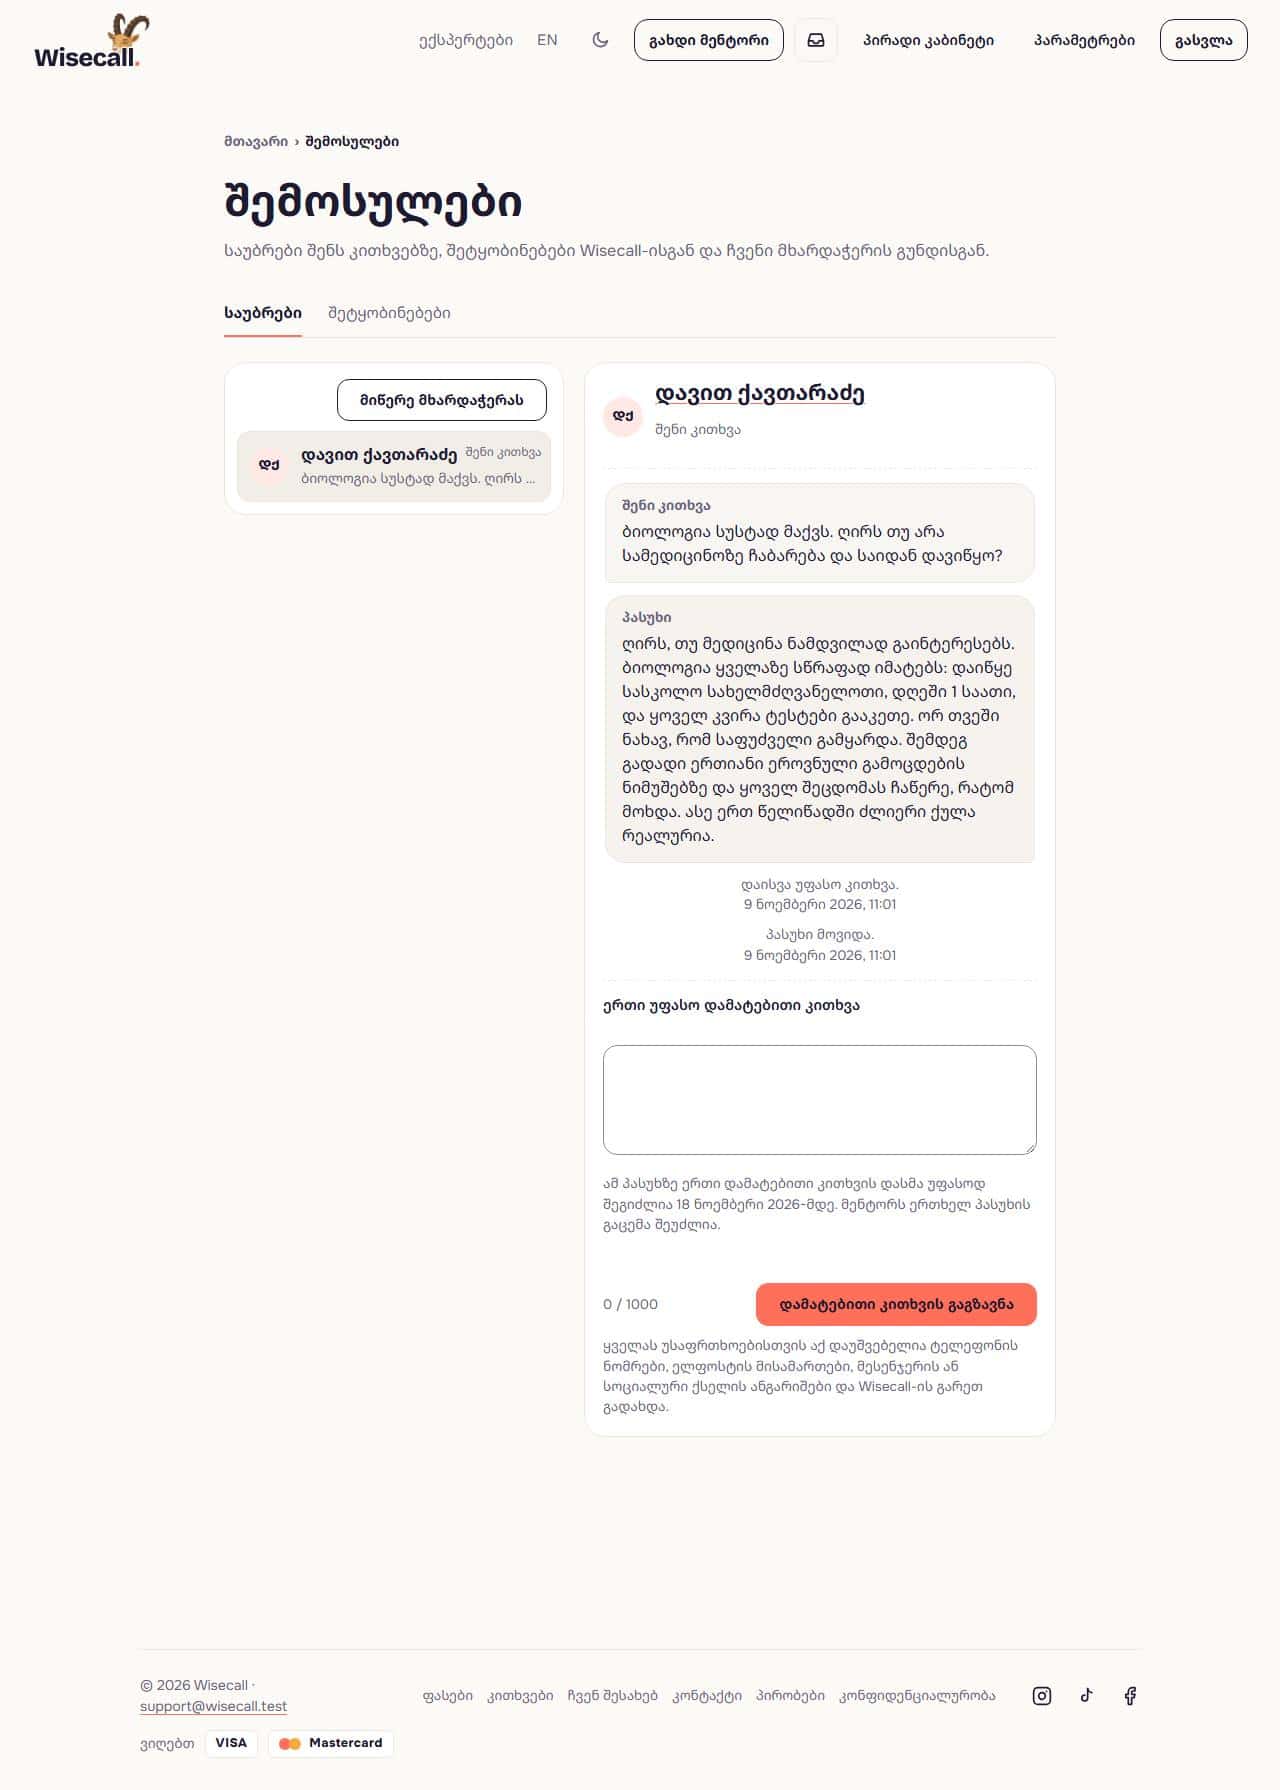 Wisecall.
ექსპერტები
EN
გახდი მენტორი
პირადი კაბინეტი
პარამეტრები
გასვლა
მთავარი › შემოსულები
შემოსულები
საუბრები შენს კითხვებზე, შეტყობინებები Wisecall-ისგან და ჩვენი მხარდაჭერის გუნდისგან.
საუბრები
შეტყობინებები
მიწერე მხარდაჭერას
დქ
დავით ქავთარაძე
შენი კითხვა
ბიოლოგია სუსტად მაქვს. ღირს ...
დქ
დავით ქავთარაძე
შენი კითხვა
შენი კითხვა
ბიოლოგია სუსტად მაქვს. ღირს თუ არა
სამედიცინოზე ჩაბარება და საიდან დავიწყო?
პასუხი
ღირს, თუ მედიცინა ნამდვილად გაინტერესებს.
ბიოლოგია ყველაზე სწრაფად იმატებს: დაიწყე
სასკოლო სახელმძღვანელოთი, დღეში 1 საათი,
და ყოველ კვირა ტესტები გააკეთე. ორ თვეში
ნახავ, რომ საფუძველი გამყარდა. შემდეგ
გადადი ერთიანი ეროვნული გამოცდების
ნიმუშებზე და ყოველ შეცდომას ჩაწერე, რატომ
მოხდა. ასე ერთ წელიწადში ძლიერი ქულა
რეალურია.
დაისვა უფასო კითხვა.
9 ნოემბერი 2026, 11:01
პასუხი მოვიდა.
9 ნოემბერი 2026, 11:01
ერთი უფასო დამატებითი კითხვა
ამ პასუხზე ერთი დამატებითი კითხვის დასმა უფასოდ
შეგიძლია 18 ნოემბერი 2026-მდე. მენტორს ერთხელ პასუხის
გაცემა შეუძლია.
0 / 1000
დამატებითი კითხვის გაგზავნა
ყველას უსაფრთხოებისთვის აქ დაუშვებელია ტელეფონის
ნომრები, ელფოსტის მისამართები, მესენჯერის ან
სოციალური ქსელის ანგარიშები და Wisecall-ის გარეთ
გადახდა.
© 2026 Wisecall ·
support@wisecall.test
ფასები
კითხვები
ჩვენ შესახებ
კონტაქტი
პირობები
კონფიდენციალურობა
ვიღებთ
VISA
Mastercard